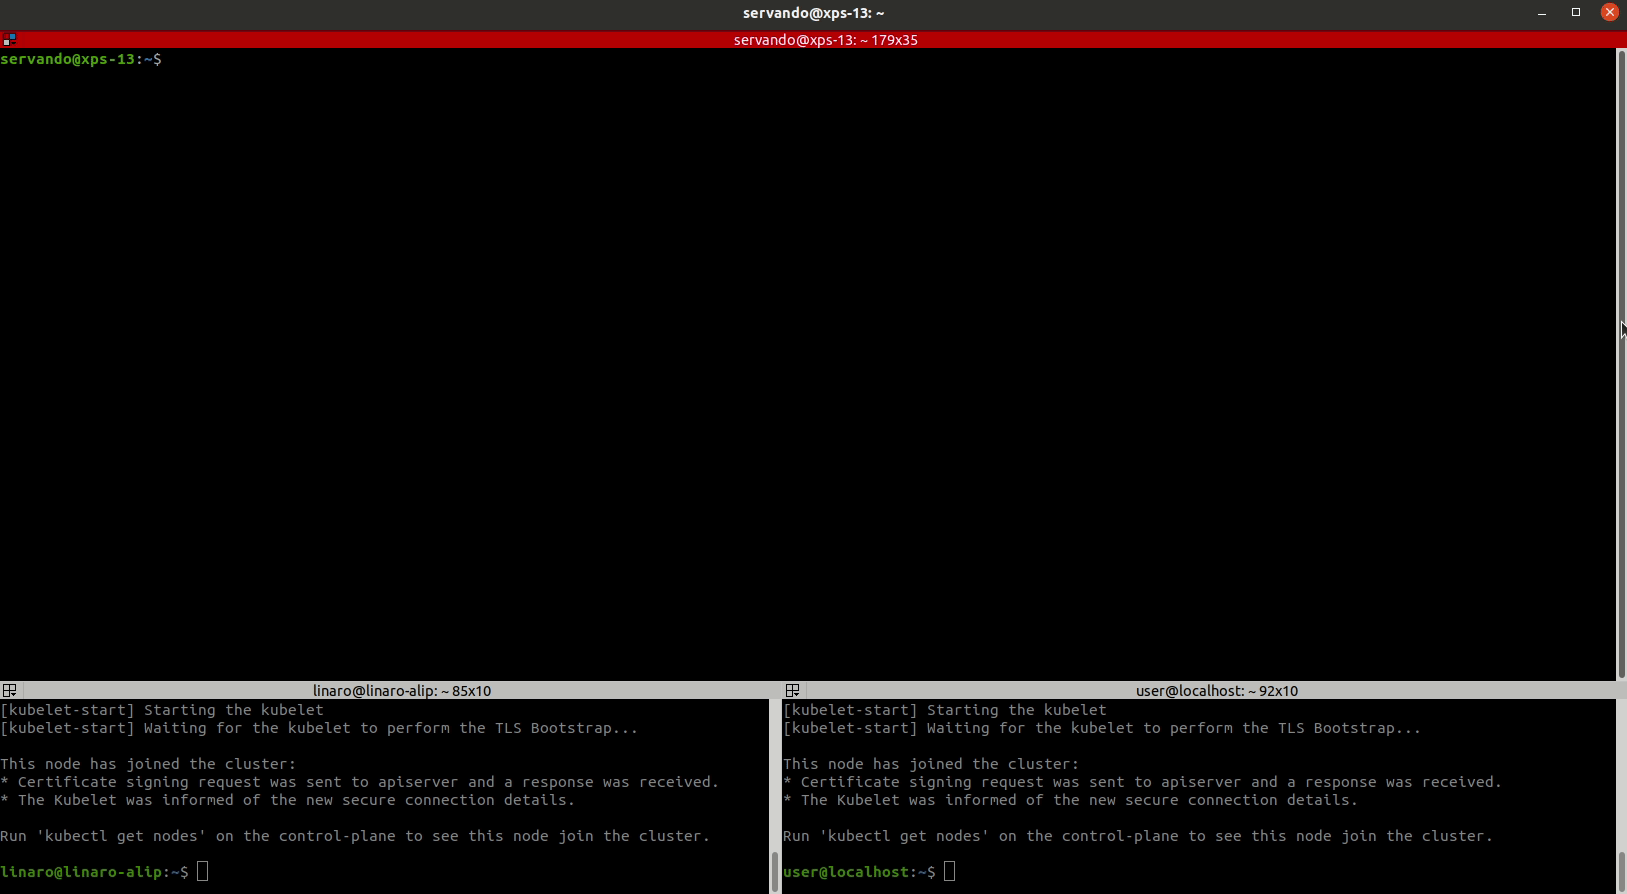 servando@xps-13: ~
servando@xps-13: ~ 179x35
servando@xps-13:~$
linaro@linaro-alip: ~ 85x10
[kubelet-start] Starting the kubelet
[kubelet-start] Waiting for the kubelet to perform the TLS Bootstrap...
This node has joined the cluster:
* Certificate signing request was sent to apiserver and a response was received.
* The Kubelet was informed of the new secure connection details.
Run 'kubectl get nodes' on the control-plane to see this node join the cluster.
linaro@linaro-alip:~$
user@localhost: ~ 92x10
[kubelet-start] Starting the kubelet
[kubelet-start] Waiting for the kubelet to perform the TLS Bootstrap...
This node has joined the cluster:
* Certificate signing request was sent to apiserver and a response was received.
* The Kubelet was informed of the new secure connection details.
Run 'kubectl get nodes' on the control-plane to see this node join the cluster.
user@localhost:~$